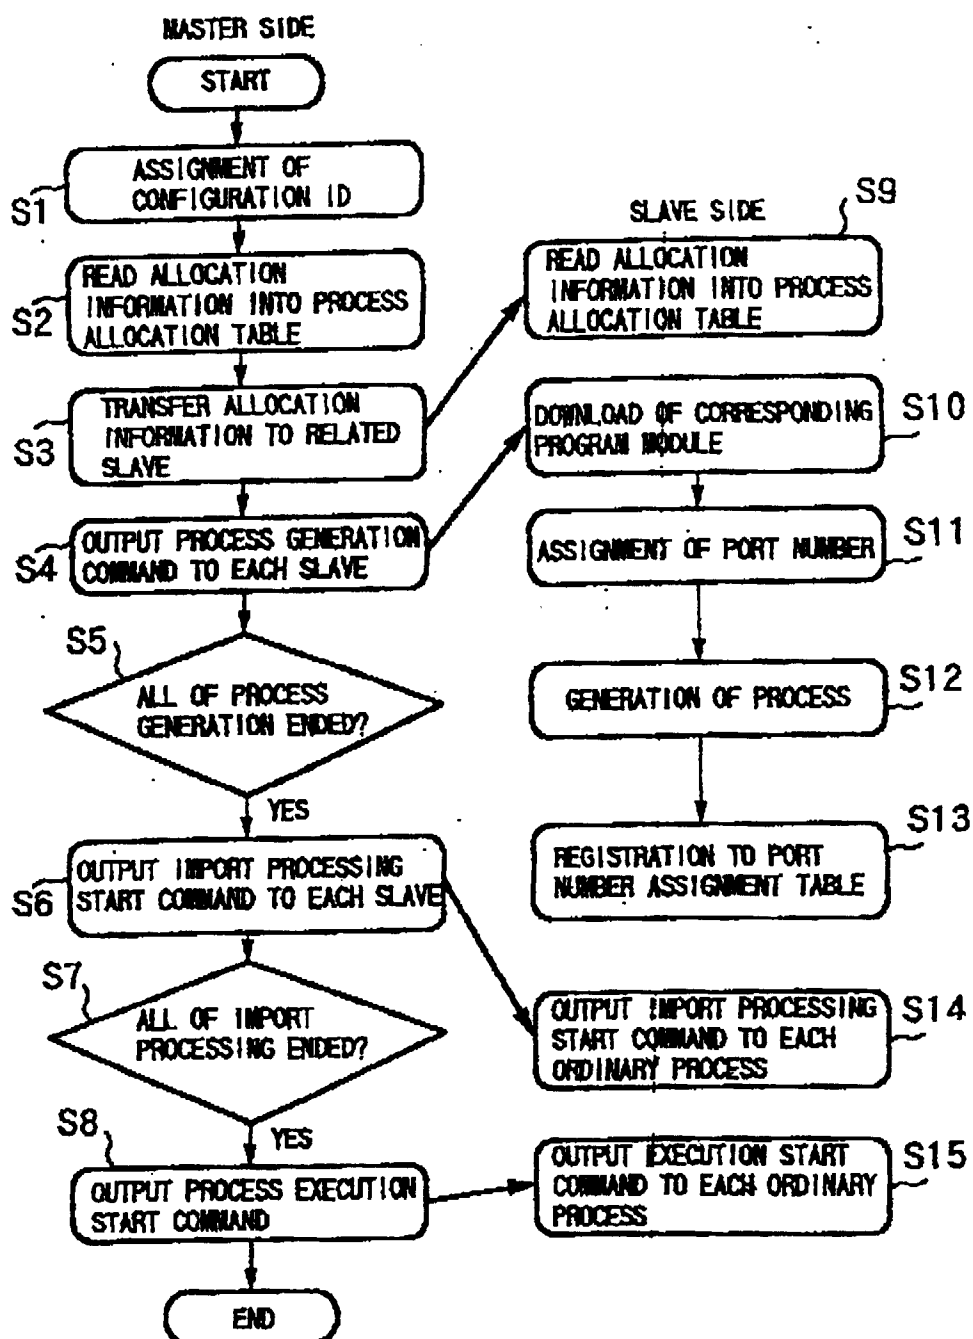 MASTER SIDE
START
ASSIGNMENT OF
CONFIGURATION ID
S1
READ ALLOCATION
INFORMATION INTO PROCESS
ALLOCATION TABLE
S2
TRANSFER ALLOCATION
INFORMATION TO RELATED
SLAVE
S3
OUTPUT PROCESS GENERATION
COMMAND TO EACH SLAVE
S4
S5
ALL OF PROCESS
GENERATION ENDED?
YES
OUTPUT IMPORT PROCESSING
START COMMAND TO EACH SLAVE
S6
S7
ALL OF IMPORT
PROCESSING ENDED?
YES
S8
OUTPUT PROCESS EXECUTION
START COMMAND
END
SLAVE SIDE
S9
READ ALLOCATION
INFORMATION INTO PROCESS
ALLOCATION TABLE
DOWNLOAD OF CORRESPONDING
PROGRAM MODULE
S10
ASSIGNMENT OF PORT NUMBER
S11
GENERATION OF PROCESS
S12
REGISTRATION TO PORT
NUMBER ASSIGNMENT TABLE
S13
OUTPUT IMPORT PROCESSING
START COMMAND TO EACH
ORDINARY PROCESS
S14
OUTPUT EXECUTION START
COMMAND TO EACH ORDINARY
PROCESS
S15